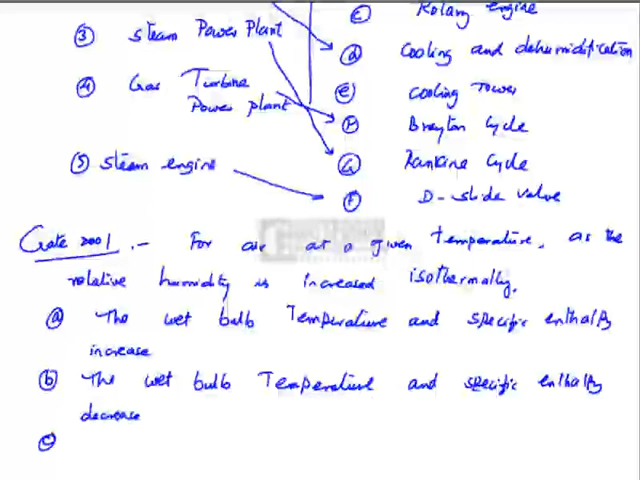 C Rotary engine
3 steam Power Plant
d Cooling and dehumidification
4 Gas Turbine Power plant
e Cooling Tower
Brayton Cycle
5 steam engine
G Rankine Cycle
F D-slide valve
Gate 2001 :- For air at a given temperature, as the
relative humidity is increased isothermally,
a The wet bulb Temperature and specific enthalpy
increase
b The wet bulb Temperature and specific enthalpy
decrease
c